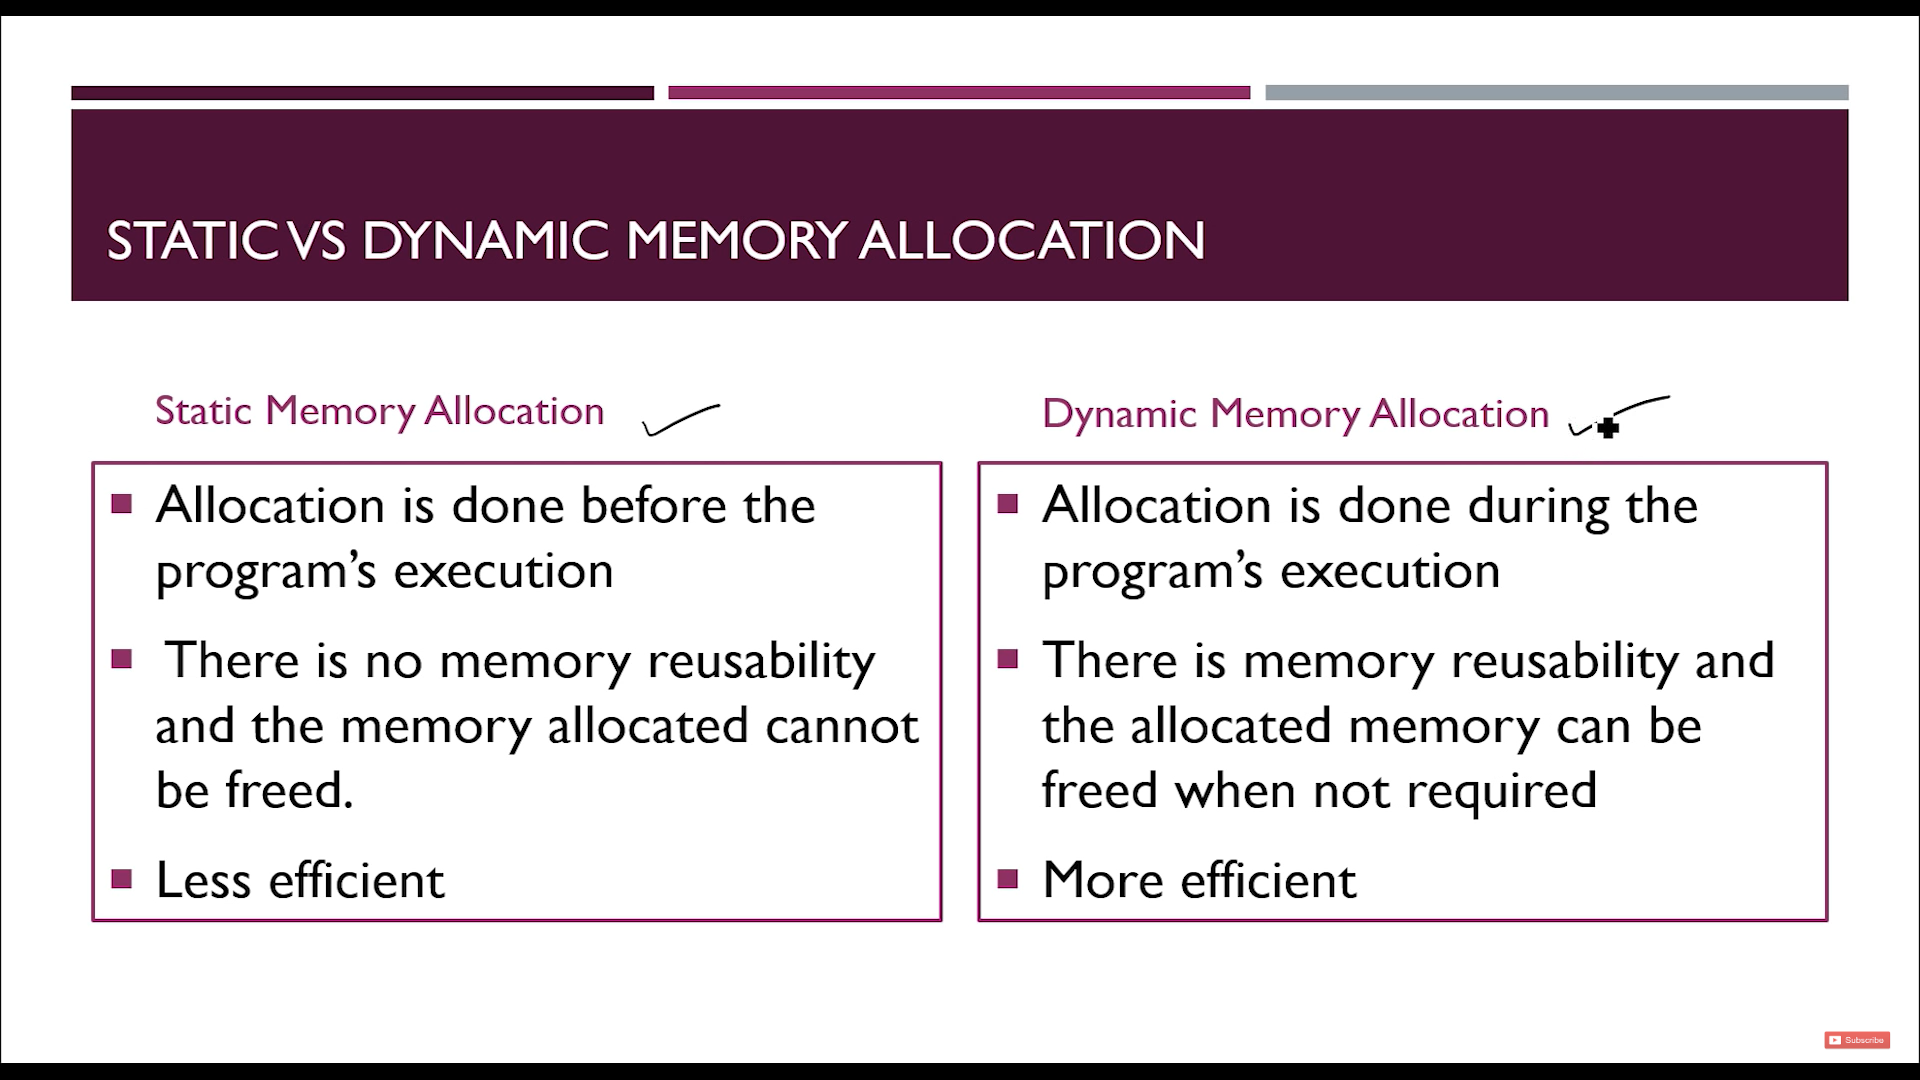 STATIC VS DYNAMIC MEMORY ALLOCATION
Static Memory Allocation
Allocation is done before the
program’s execution
There is no memory reusability
and the memory allocated cannot
be freed.
Less efficient
Dynamic Memory Allocation
Allocation is done during the
program’s execution
There is memory reusability and
the allocated memory can be
freed when not required
More efficient
Subscribe